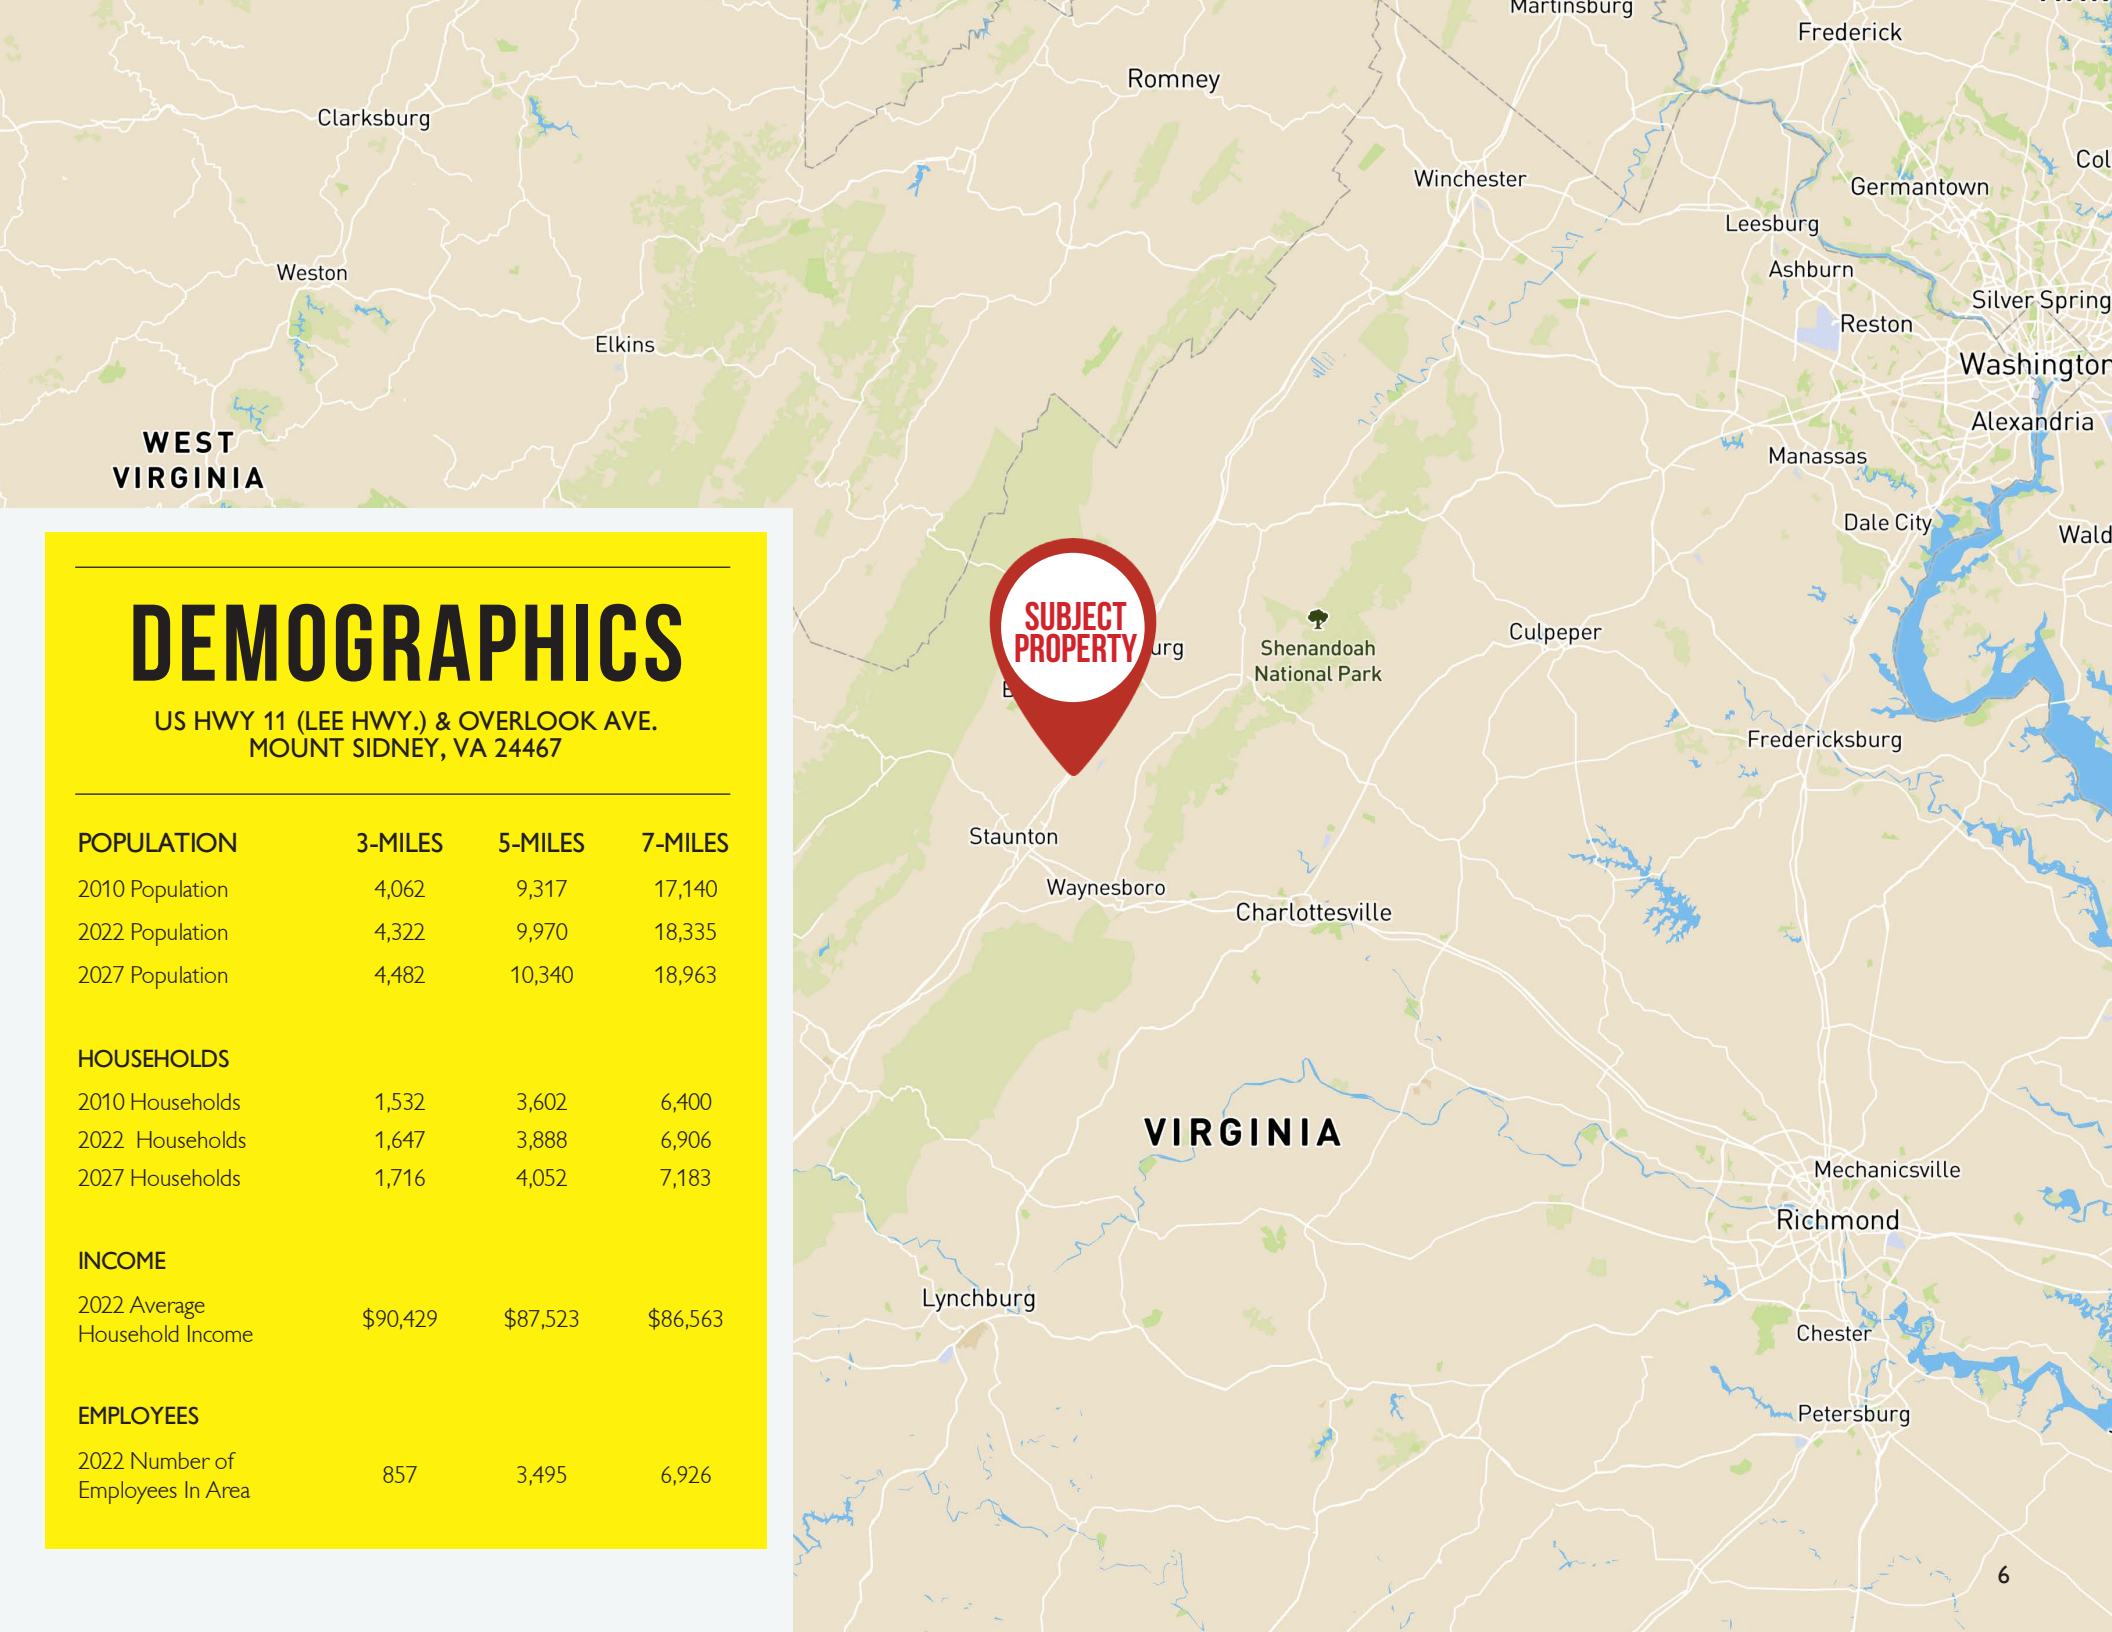 Martinsburg
Frederick
Romney
Clarksburg
Col
Winchester
Germantown
Leesburg
Weston
Ashburn
Silver Spring
Reston
Elkins
Washington
Alexandria
WEST
VIRGINIA
Manassas
Dale City
Wald
SUBJECT
PROPERTY
urg
Shenandoah
National Park
Culpeper
Fredericksburg
Staunton
Waynesboro
Charlottesville
VIRGINIA
Mechanicsville
Richmond
Lynchburg
Chester
Petersburg
DEMOGRAPHICS
US HWY 11 (LEE HWY.) & OVERLOOK AVE.
MOUNT SIDNEY, VA 24467
POPULATION 3-MILES 5-MILES 7-MILES
2010 Population 4,062 9,317 17,140
2022 Population 4,322 9,970 18,335
2027 Population 4,482 10,340 18,963
HOUSEHOLDS
2010 Households 1,532 3,602 6,400
2022 Households 1,647 3,888 6,906
2027 Households 1,716 4,052 7,183
INCOME
2022 Average
Household Income $90,429 $87,523 $86,563
EMPLOYEES
2022 Number of
Employees In Area 857 3,495 6,926
6